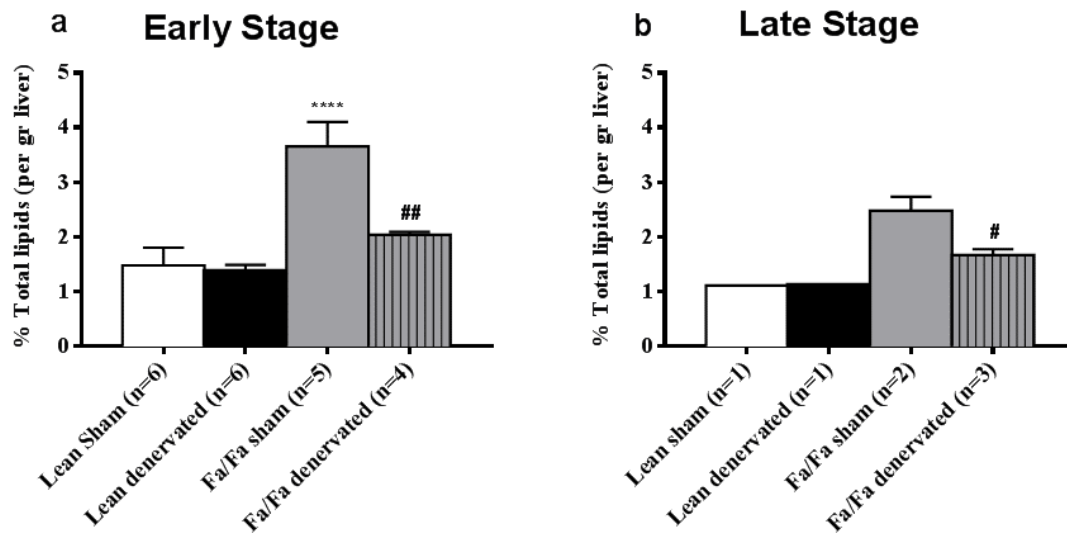 a
Early Stage
% Total lipids (per gr liver)
5
4
3
2
1
0
****
##
Lean Sham (n=6)
Lean denervated (n=6)
Fa/Fa sham (n=5)
Fa/Fa denervated (n=4)
b
Late Stage
% Total lipids (per gr liver)
5
4
3
2
1
0
#
Lean sham (n=1)
Lean denervated (n=1)
Fa/Fa sham (n=2)
Fa/Fa denervated (n=3)